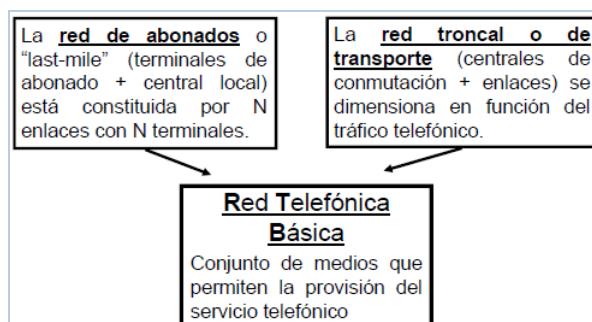 La red de abonados o
“last-mile” (terminales de
abonado + central local)
está constituida por N
enlaces con N terminales.
La red troncal o de
transporte (centrales de
conmutación + enlaces) se
dimensiona en función del
tráfico telefónico.
Red Telefónica
Básica
Conjunto de medios que
permiten la provisión del
servicio telefónico